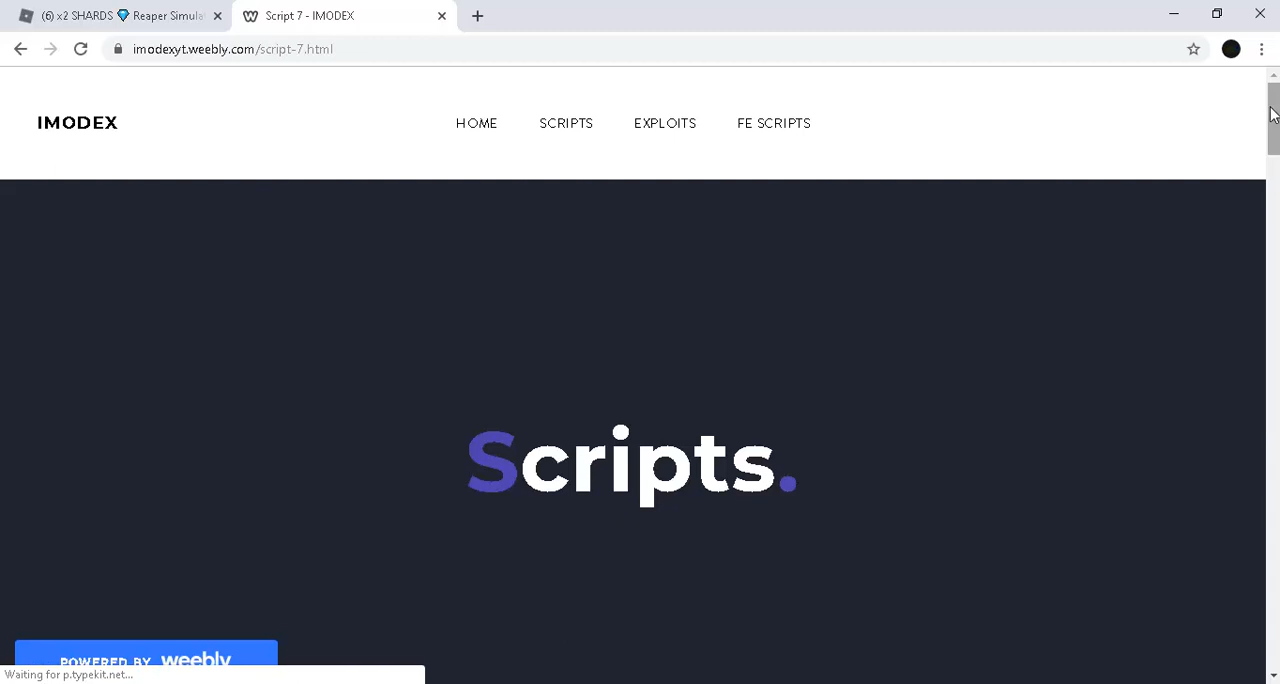 (6) x2 SHARDS 💎 Reaper Simula
Script 7 - IMODEX
imodexyt.weebly.com/script-7.html
IMODEX
HOME
SCRIPTS
EXPLOITS
FE SCRIPTS
Scripts.
POWERED BY weebly
Waiting for p.typekit.net...